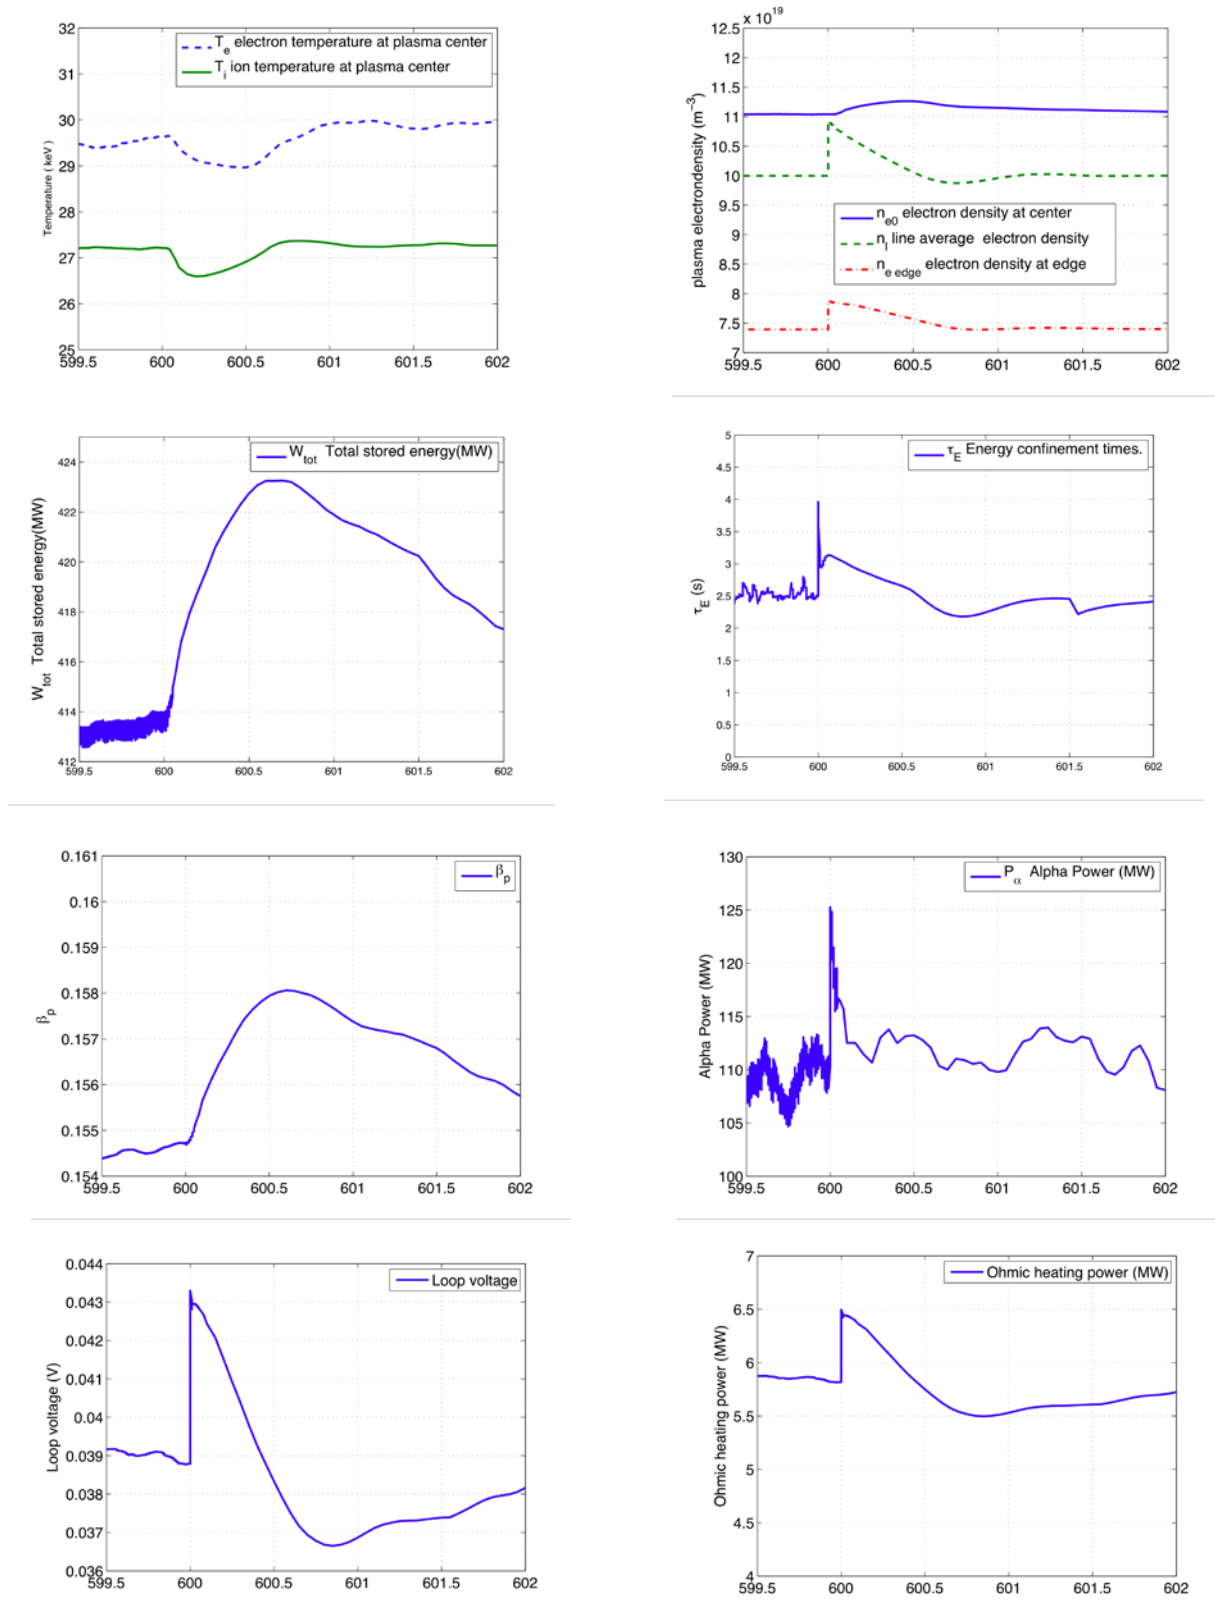 32
31
30
29
28
27
26
25
599.5 600 600.5 601 601.5 602
Temperature ( keV )
Te electron temperature at plasma center
Ti ion temperature at plasma center
x 10^19
12.5
12
11.5
11
10.5
10
9.5
9
8.5
8
7.5
7
599.5 600 600.5 601 601.5 602
plasma electrondensity (m−3)
ne0 electron density at center
nl line average electron density
ne edge electron density at edge
424
422
420
418
416
414
412
599.5 600 600.5 601 601.5 602
Wtot Total stored energy(MW)
Wtot Total stored energy(MW)
5
4.5
4
3.5
3
2.5
2
1.5
1
0.5
0
599.5 600 600.5 601 601.5 602
τE (s)
τE Energy confinement times.
0.161
0.16
0.159
0.158
0.157
0.156
0.155
0.154
599.5 600 600.5 601 601.5 602
βp
βp
130
125
120
115
110
105
100
599.5 600 600.5 601 601.5 602
Alpha Power (MW)
Pα Alpha Power (MW)
0.044
0.043
0.042
0.041
0.04
0.039
0.038
0.037
0.036
599.5 600 600.5 601 601.5 602
Loop voltage (V)
Loop voltage
7
6.5
6
5.5
5
4.5
4
599.5 600 600.5 601 601.5 602
Ohmic heating power (MW)
Ohmic heating power (MW)